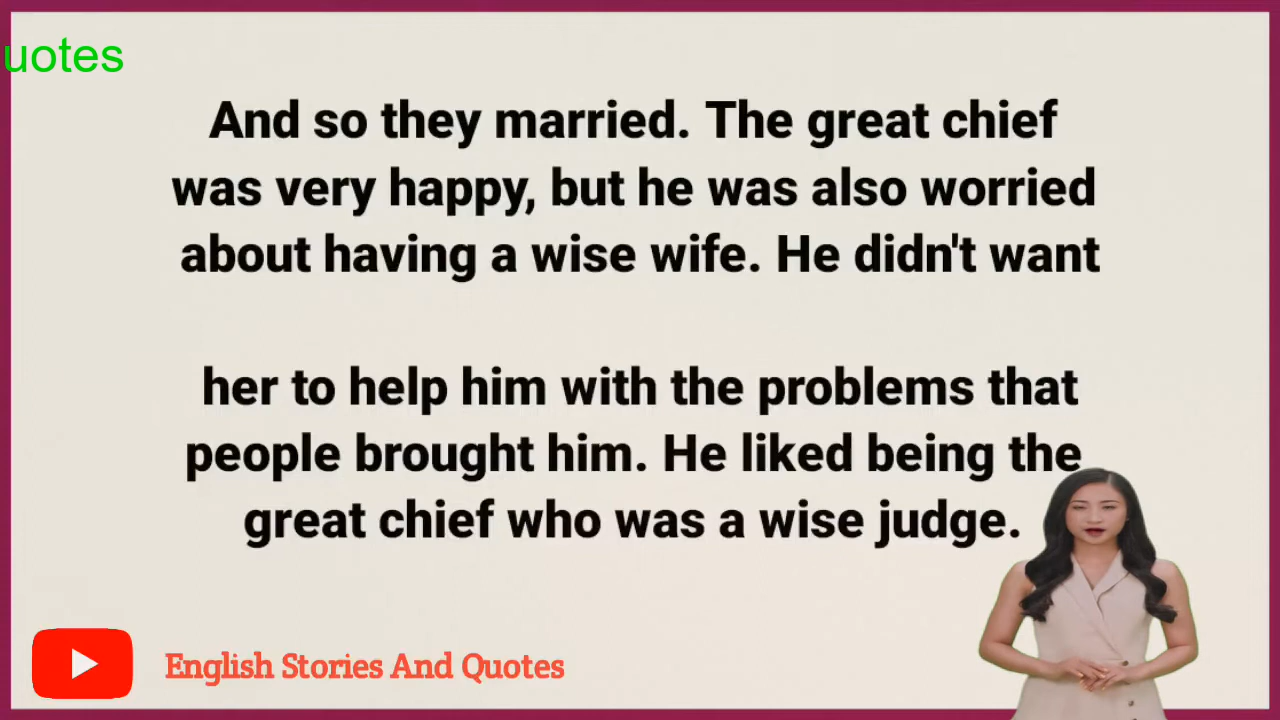 uotes
And so they married. The great chief
was very happy, but he was also worried
about having a wise wife. He didn't want
her to help him with the problems that
people brought him. He liked being the
great chief who was a wise judge.
English Stories And Quotes